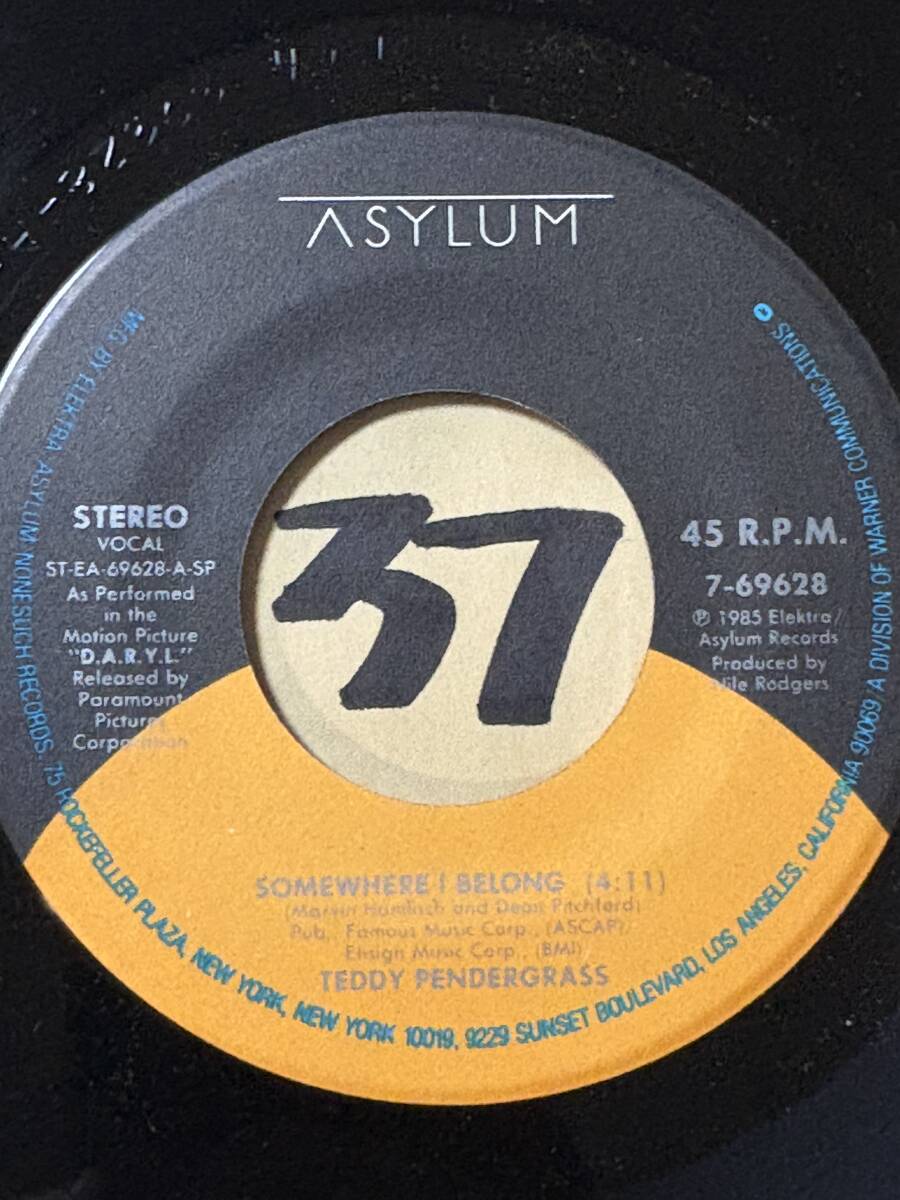 ASYLUM
STEREO
VOCAL
ST-EA-69628-A-SP
As Performed
in the
Motion Picture
"D.A.R.Y.L."
Released by
Paramount
Pictures
Corporation
37
45 R.P.M.
7-69628
℗ 1985 Elektra/
Asylum Records
Produced by
Nile Rodgers
SOMEWHERE I BELONG (4:11)
(Marvin Hamlisch and Dean Pitchford)
Pub., Famous Music Corp., (ASCAP)/
Ensign Music Corp., (BMI)
TEDDY PENDERGRASS
MFG. BY ELEKTRA ASYLUM NONESUCH RECORDS, 75 ROCKEFELLER PLAZA, NEW YORK, NEW YORK 10019, 9229 SUNSET BOULEVARD, LOS ANGELES, CALIFORNIA 90069 A DIVISION OF WARNER COMMUNICATIONS